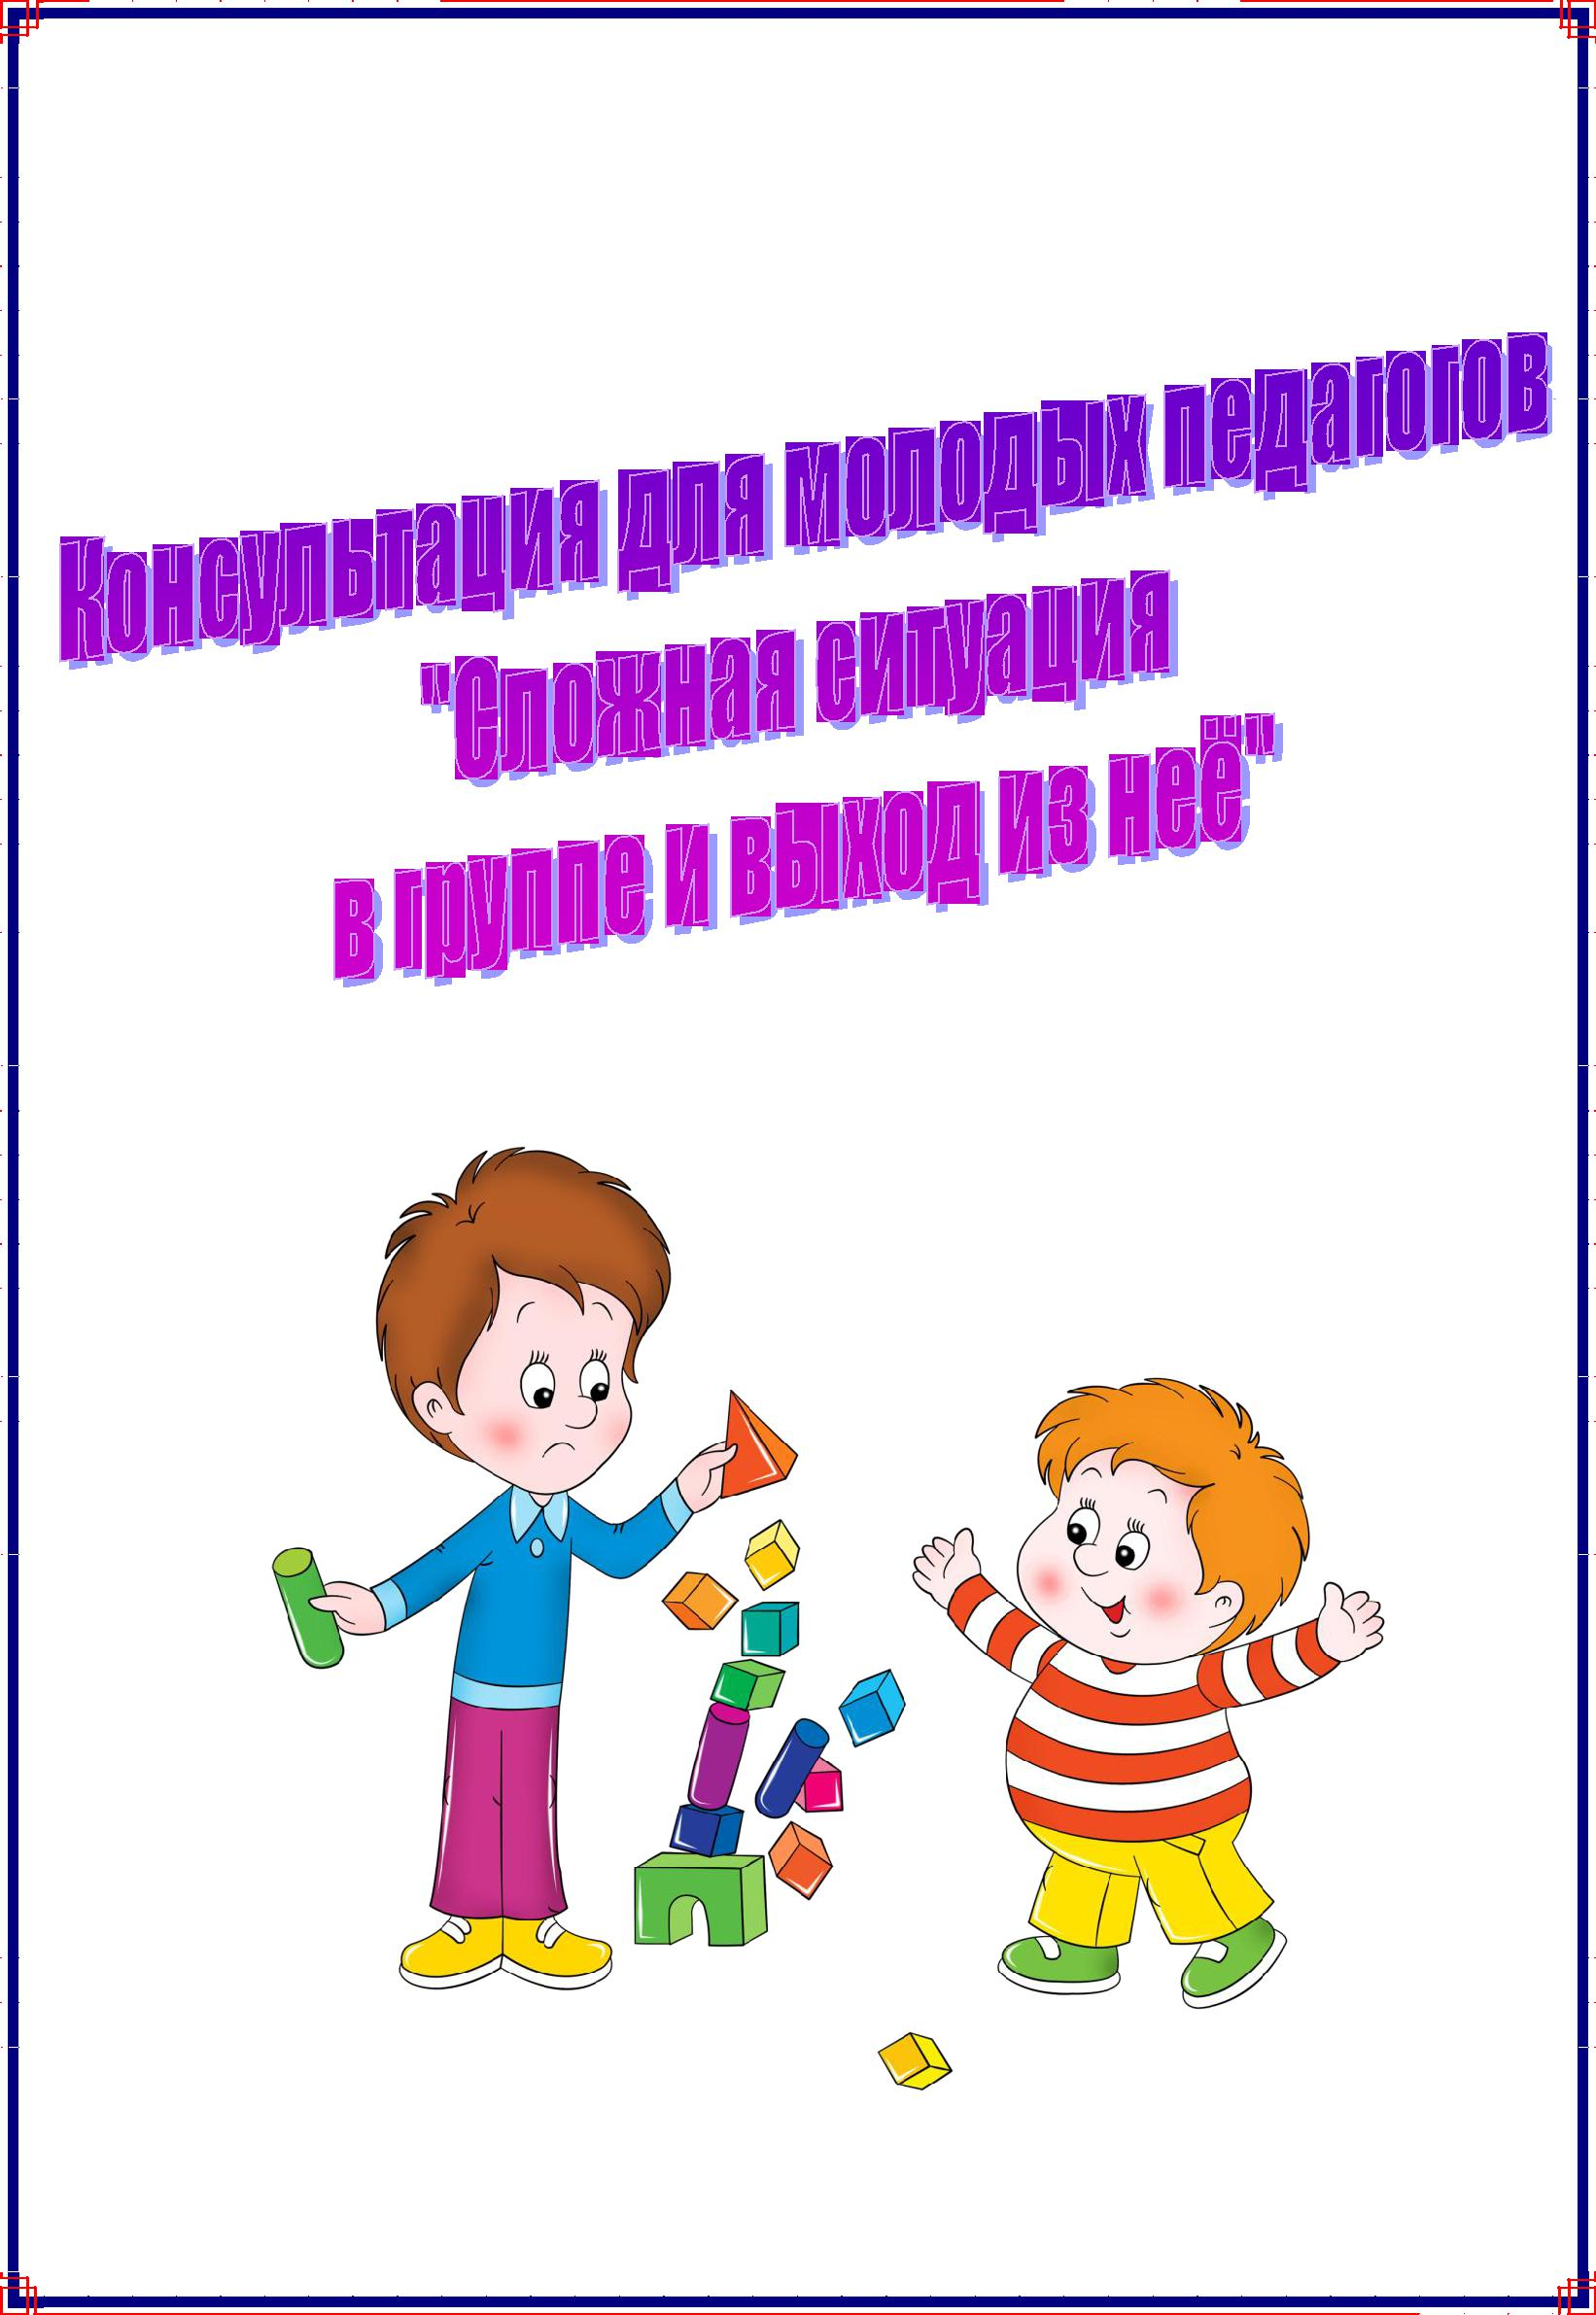 Консультация для молодых педагогов
"Сложная ситуация
в группе и выход из неё"